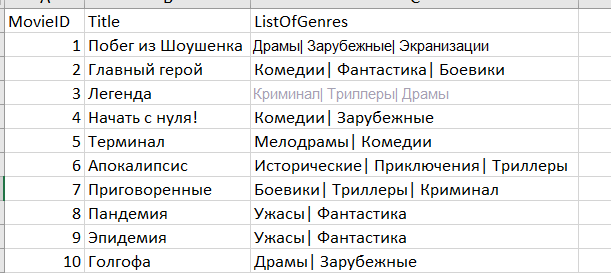 MovieID Title ListOfGenres
1 Побег из Шоушенка Драмы| Зарубежные| Экранизации
2 Главный герой Комедии| Фантастика| Боевики
3 Легенда Криминал| Триллеры| Драмы
4 Начать с нуля! Комедии| Зарубежные
5 Терминал Мелодрамы| Комедии
6 Апокалипсис Исторические| Приключения| Триллеры
7 Приговоренные Боевики| Триллеры| Криминал
8 Пандемия Ужасы| Фантастика
9 Эпидемия Ужасы| Фантастика
10 Голгофа Драмы| Зарубежные